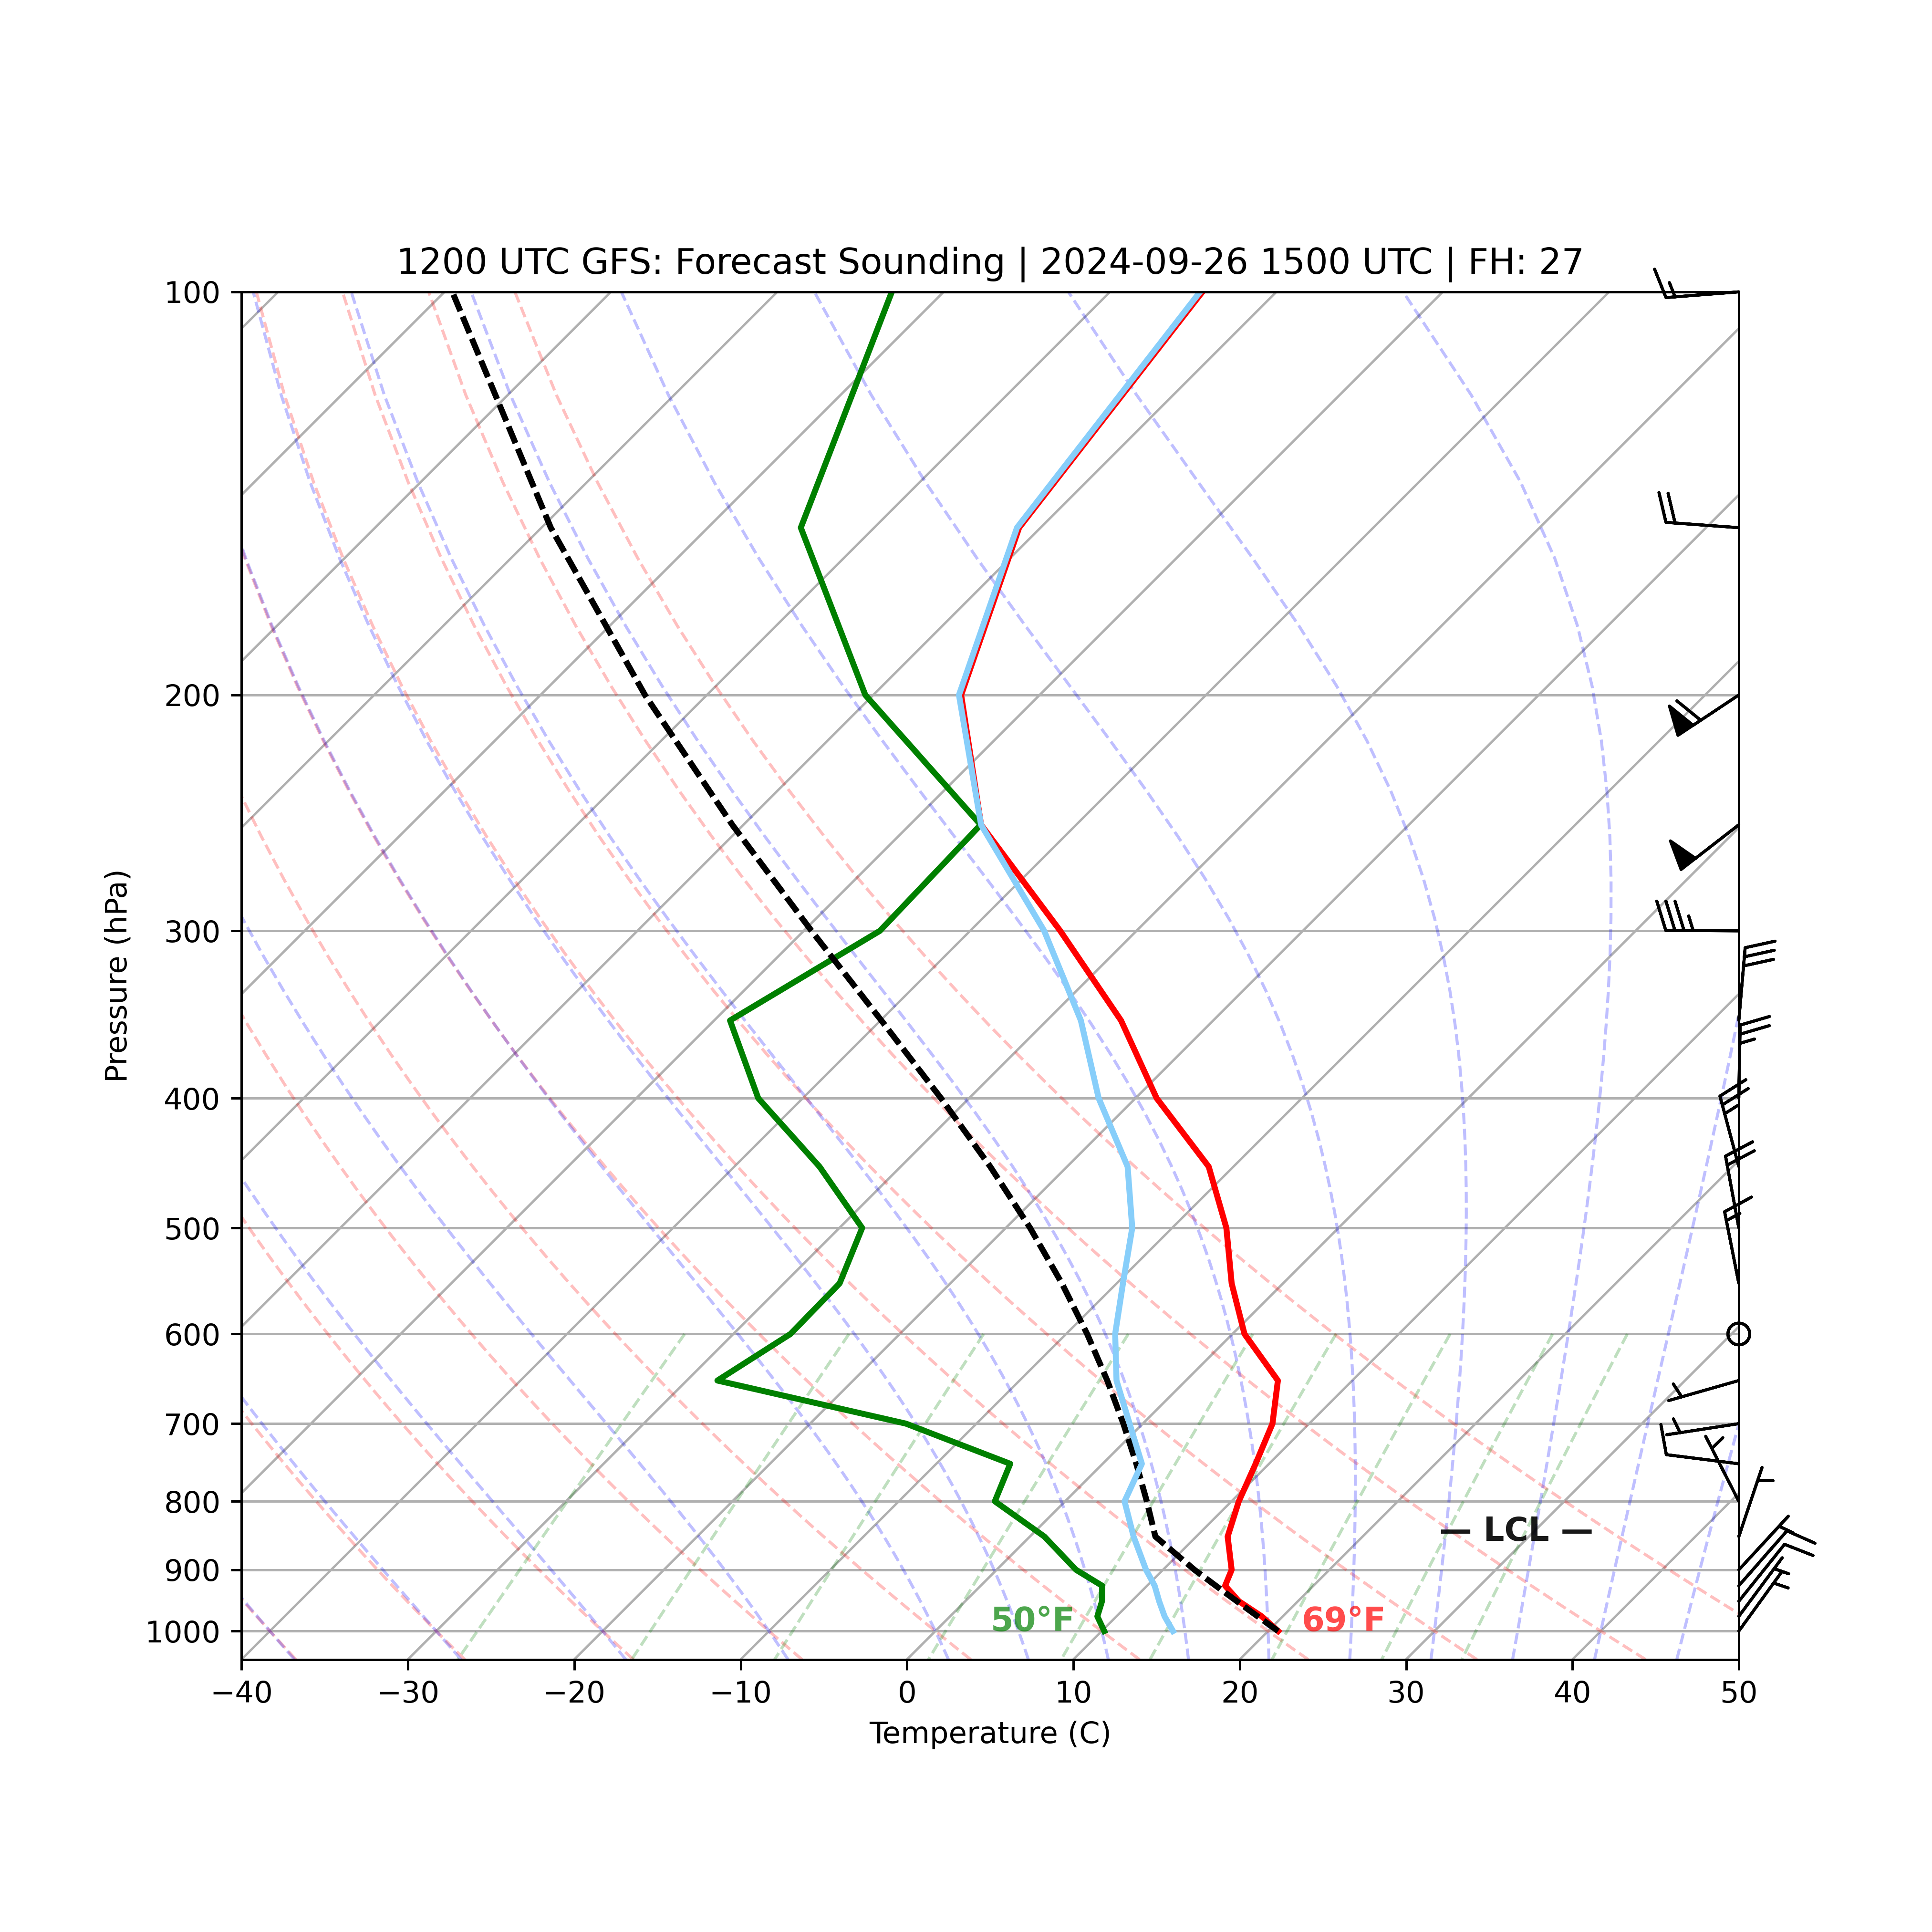 1200 UTC GFS: Forecast Sounding | 2024-09-26 1500 UTC | FH: 27
100
200
300
400
500
600
700
800
900
1000
Pressure (hPa)
— LCL —
50°F
69°F
−40 −30 −20 −10 0 10 20 30 40 50
Temperature (C)